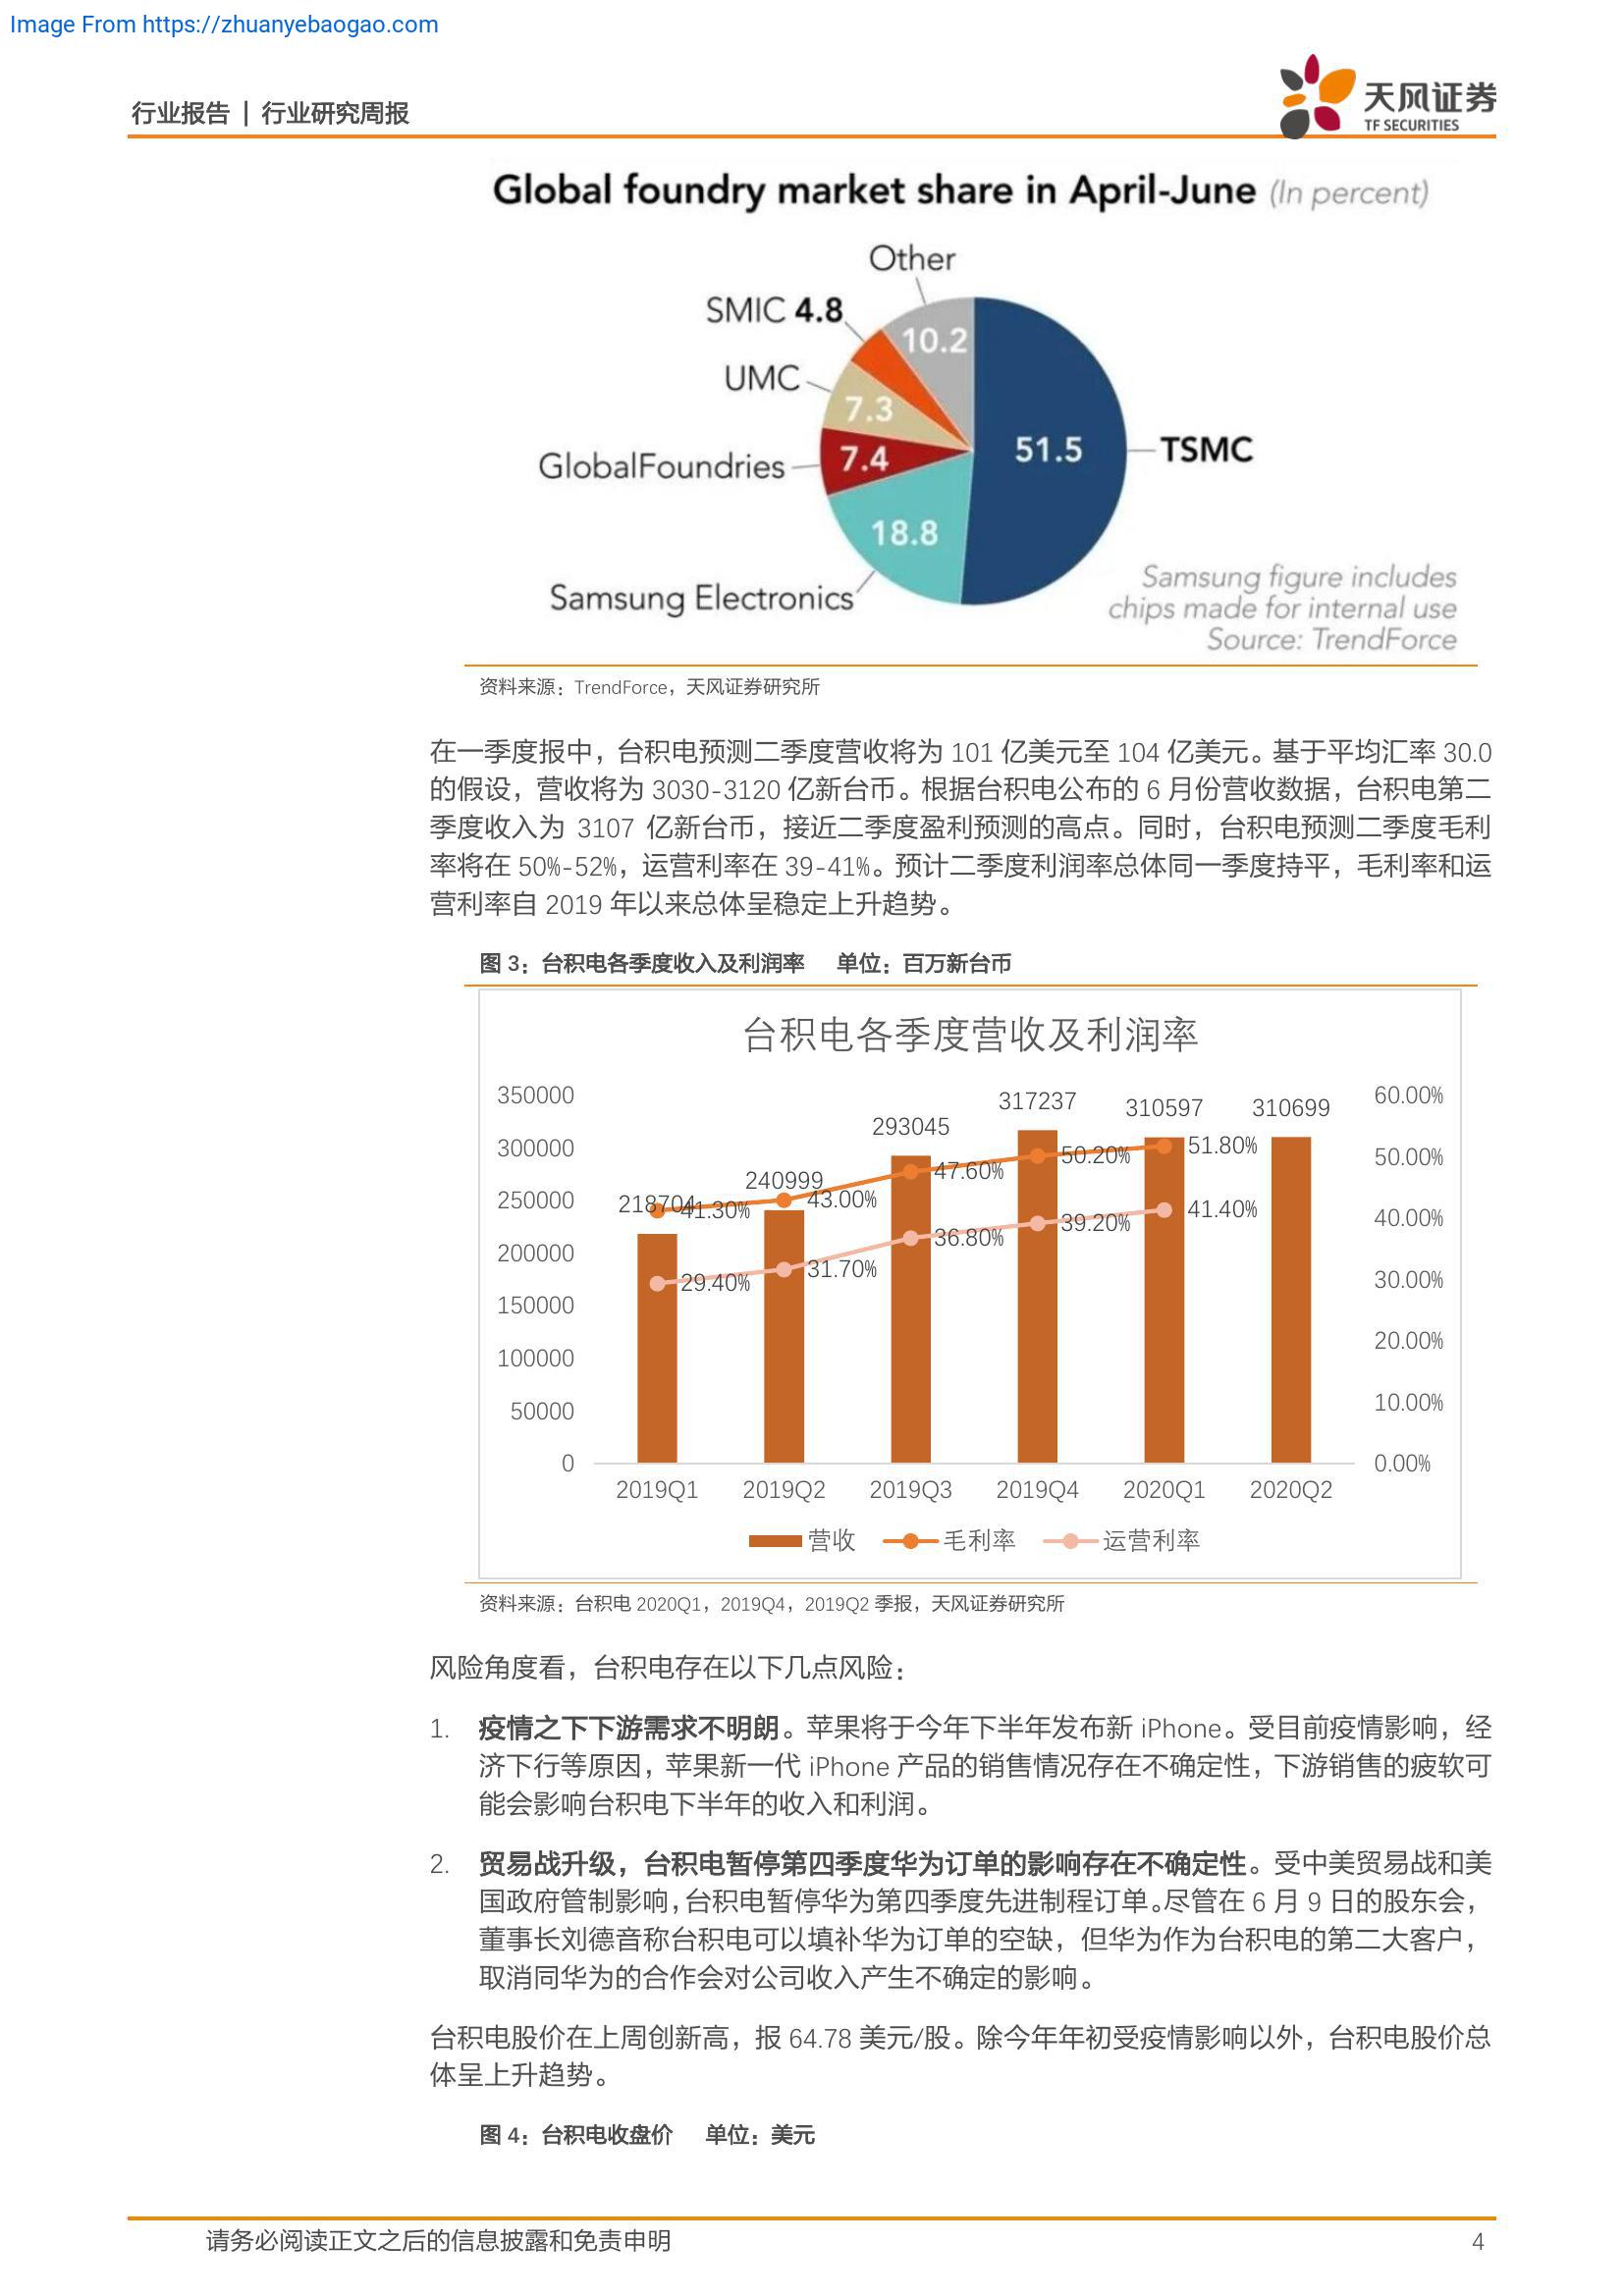 Image From https://zhuanyebaogao.com
行业报告 | 行业研究周报
天风证券
TF SECURITIES
Global foundry market share in April-June (In percent)
Other
SMIC 4.8
10.2
UMC
7.3
GlobalFoundries
7.4
51.5
TSMC
18.8
Samsung Electronics
Samsung figure includes
chips made for internal use
Source: TrendForce
资料来源：TrendForce，天风证券研究所
在一季度报中，台积电预测二季度营收将为 101 亿美元至 104 亿美元。基于平均汇率 30.0
的假设，营收将为 3030-3120 亿新台币。根据台积电公布的 6 月份营收数据，台积电第二
季度收入为 3107 亿新台币，接近二季度盈利预测的高点。同时，台积电预测二季度毛利
率将在 50%-52%，运营利率在 39-41%。预计二季度利润率总体同一季度持平，毛利率和运
营利率自 2019 年以来总体呈稳定上升趋势。
图 3：台积电各季度收入及利润率 单位：百万新台币
台积电各季度营收及利润率
350000
300000
250000
200000
150000
100000
50000
0
218704
240999
293045
317237
310597
310699
41.30%
43.00%
47.60%
50.20%
51.80%
29.40%
31.70%
36.80%
39.20%
41.40%
60.00%
50.00%
40.00%
30.00%
20.00%
10.00%
0.00%
2019Q1 2019Q2 2019Q3 2019Q4 2020Q1 2020Q2
营收 毛利率 运营利率
资料来源：台积电 2020Q1，2019Q4，2019Q2 季报，天风证券研究所
风险角度看，台积电存在以下几点风险：
1. 疫情之下下游需求不明朗。苹果将于今年下半年发布新 iPhone。受目前疫情影响，经
济下行等原因，苹果新一代 iPhone 产品的销售情况存在不确定性，下游销售的疲软可
能会影响台积电下半年的收入和利润。
2. 贸易战升级，台积电暂停第四季度华为订单的影响存在不确定性。受中美贸易战和美
国政府管制影响，台积电暂停华为第四季度先进制程订单。尽管在 6 月 9 日的股东会，
董事长刘德音称台积电可以填补华为订单的空缺，但华为作为台积电的第二大客户，
取消同华为的合作会对公司收入产生不确定的影响。
台积电股价在上周创新高，报 64.78 美元/股。除今年年初受疫情影响以外，台积电股价总
体呈上升趋势。
图 4：台积电收盘价 单位：美元
请务必阅读正文之后的信息披露和免责申明
4